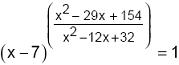 (x-7)^((x²-29x+154)/(x²-12x+32)) = 1